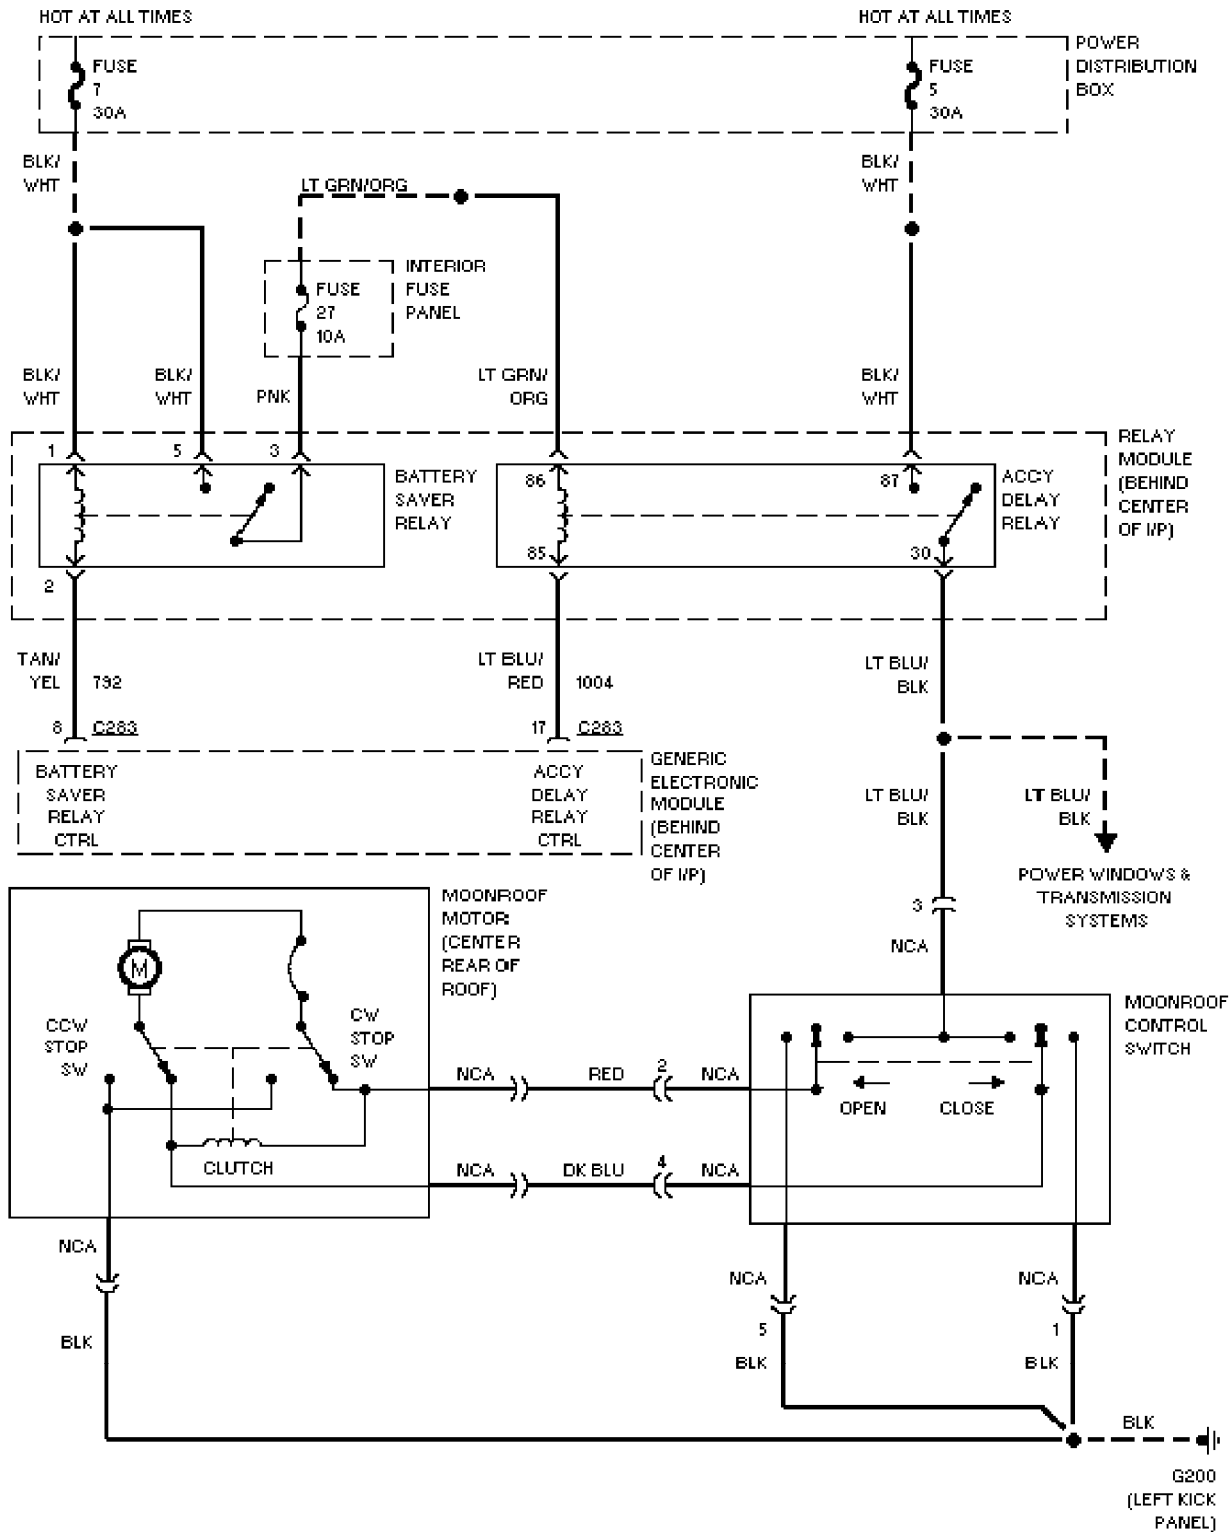 HOT AT ALL TIMES
HOT AT ALL TIMES
FUSE
7
30A
FUSE
5
30A
POWER
DISTRIBUTION
BOX
BLK/
WHT
LT GRN/ORG
BLK/
WHT
FUSE
27
10A
INTERIOR
FUSE
PANEL
BLK/
WHT
BLK/
WHT
PNK
LT GRN/
ORG
BLK/
WHT
1
5
3
86
87
85
30
2
BATTERY
SAVER
RELAY
ACCY
DELAY
RELAY
RELAY
MODULE
(BEHIND
CENTER
OF I/P)
TAN/
YEL
792
8
C283
LT BLU/
RED
1004
17
C283
LT BLU/
BLK
BATTERY
SAVER
RELAY
CTRL
ACCY
DELAY
RELAY
CTRL
GENERIC
ELECTRONIC
MODULE
(BEHIND
CENTER
OF I/P)
LT BLU/
BLK
LT BLU/
BLK
POWER WINDOWS &
TRANSMISSION
SYSTEMS
3
NCA
MOONROOF
MOTOR
(CENTER
REAR OF
ROOF)
M
CCW
STOP
SW
CW
STOP
SW
CLUTCH
NCA
RED
2
NCA
NCA
DK BLU
4
NCA
OPEN
CLOSE
MOONROOF
CONTROL
SWITCH
NCA
BLK
NCA
5
BLK
NCA
1
BLK
BLK
G200
(LEFT KICK
PANEL)